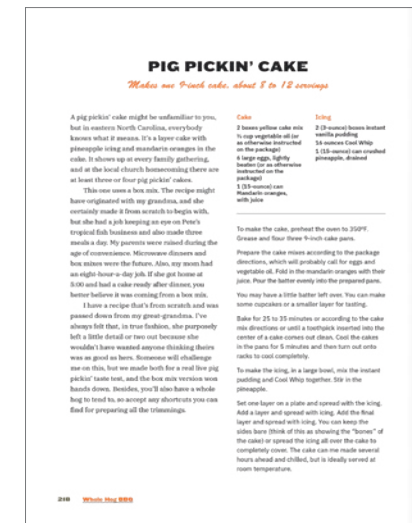 PIG PICKIN' CAKE
Makes one 9-inch cake, about 8 to 12 servings
A pig pickin' cake might be unfamiliar to you,
but in eastern North Carolina, everybody
knows what it means. It's a layer cake with
pineapple icing and mandarin oranges in the
cake. It shows up at every family gathering,
and at the local church homecoming there are
at least three or four pig pickin' cakes.
This one uses a box mix. The recipe might
have originated with my grandma, and she
certainly made it from scratch to begin with,
but she had a job keeping an eye on Pete's
tropical fish business and also made three
meals a day. My parents were raised during the
age of convenience. Microwave dinners and
box mixes were the future. Also, my mom had
an eight-hour-a-day job. If she got home at
5:00 and had a cake ready after dinner, you
better believe it was coming from a box mix.
I have a recipe that's from scratch and was
passed down from my great-grandma. I've
always felt that, in true fashion, she purposely
left a little detail or two out because she
wouldn't have wanted anyone thinking theirs
was as good as hers. Someone will challenge
me on this, but we made both for a real live pig
pickin' taste test, and the box mix version won
hands down. Besides, you'll also have a whole
hog to tend to, so accept any shortcuts you can
find for preparing all the trimmings.
Cake
2 boxes yellow cake mix
⅔ cup vegetable oil (or
as otherwise instructed
on the package)
6 large eggs, lightly
beaten (or as otherwise
instructed on the
package)
1 (15-ounce) can
Mandarin oranges,
with juice
Icing
2 (3-ounce) boxes instant
vanilla pudding
16 ounces Cool Whip
1 (15-ounce) can crushed
pineapple, drained
To make the cake, preheat the oven to 350°F.
Grease and flour three 9-inch cake pans.
Prepare the cake mixes according to the package
directions, which will probably call for eggs and
vegetable oil. Fold in the mandarin oranges with their
juice. Pour the batter evenly into the prepared pans.
You may have a little batter left over. You can make
some cupcakes or a smaller layer for tasting.
Bake for 25 to 35 minutes or according to the cake
mix directions or until a toothpick inserted into the
center of a cake comes out clean. Cool the cakes
in the pans for 5 minutes and then turn out onto
racks to cool completely.
To make the icing, in a large bowl, mix the instant
pudding and Cool Whip together. Stir in the
pineapple.
Set one layer on a plate and spread with the icing.
Add a layer and spread with icing. Add the final
layer and spread with icing. You can keep the
sides bare (think of this as showing the "bones" of
the cake) or spread the icing all over the cake to
completely cover. The cake can me made several
hours ahead and chilled, but is ideally served at
room temperature.
218 Whole Hog BBQ